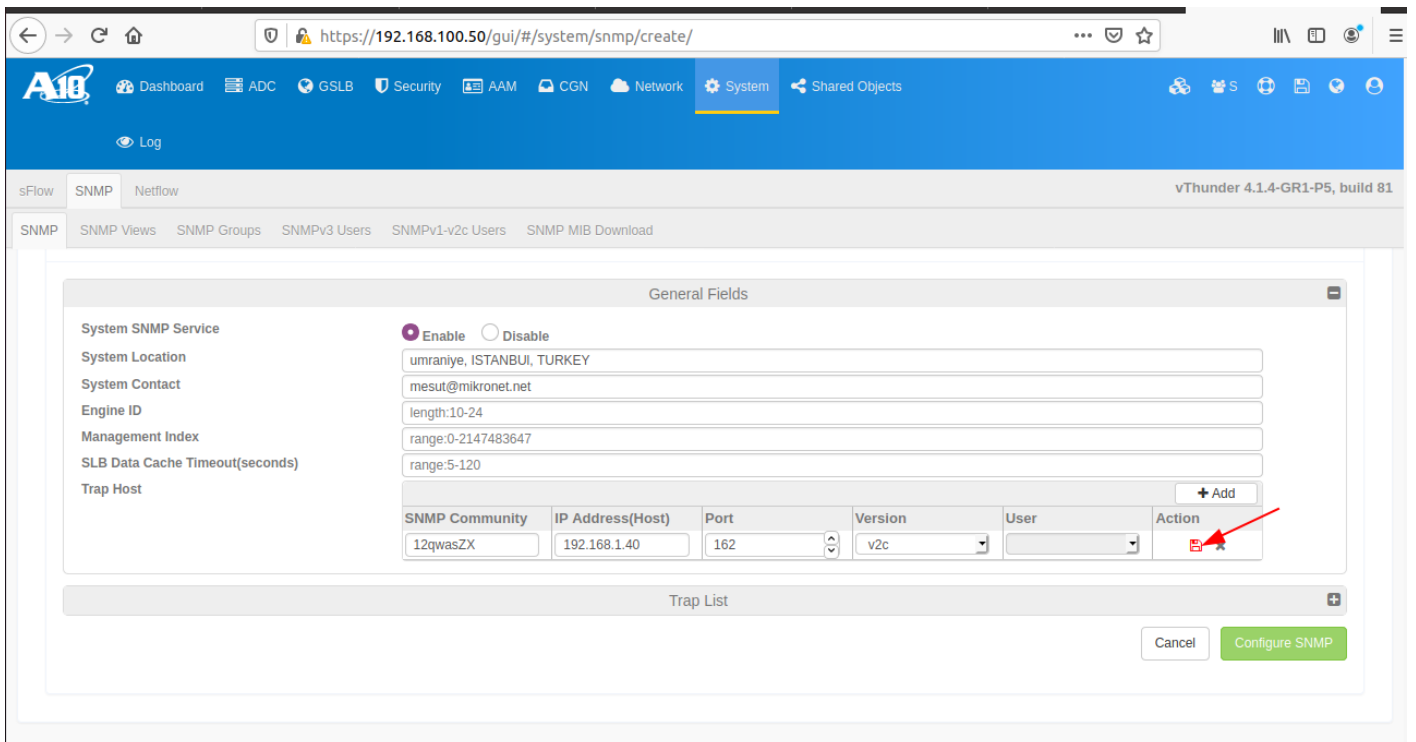 https://192.168.100.50/gui/#/system/snmp/create/
A10 Dashboard ADC GSLB Security AAM CGN Network System Shared Objects S
Log
sFlow SNMP Netflow vThunder 4.1.4-GR1-P5, build 81
SNMP SNMP Views SNMP Groups SNMPv3 Users SNMPv1-v2c Users SNMP MIB Download
General Fields
System SNMP Service Enable Disable
System Location umraniye, ISTANBUl, TURKEY
System Contact mesut@mikronet.net
Engine ID length:10-24
Management Index range:0-2147483647
SLB Data Cache Timeout(seconds) range:5-120
Trap Host + Add
SNMP Community IP Address(Host) Port Version User Action
12qwasZX 192.168.1.40 162 v2c
Trap List
Cancel Configure SNMP